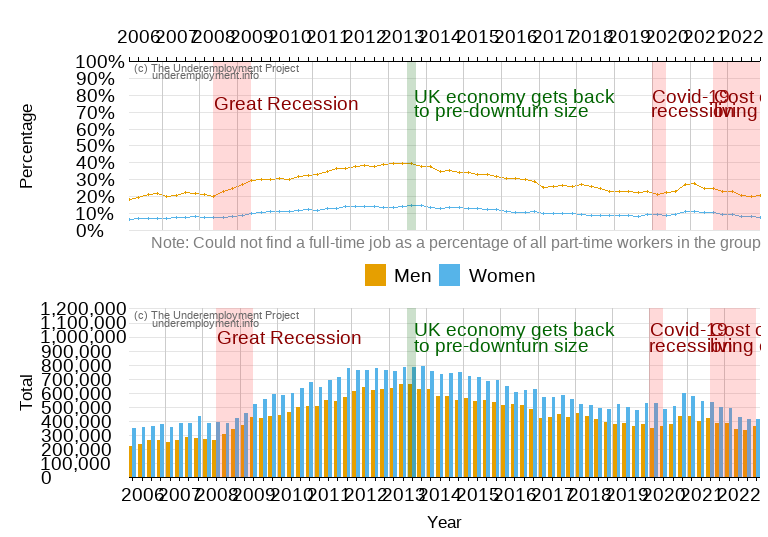 2006 2007 2008 2009 2010 2011 2012 2013 2014 2015 2016 2017 2018 2019 2020 2021 2022
100%
(c) The Underemployment Project
underemployment.info
90%
80%
Great Recession
UK economy gets back
to pre-downturn size
Covid-19
recession
Cost o
living
70%
60%
50%
40%
30%
20%
10%
0%
Percentage
Note: Could not find a full-time job as a percentage of all part-time workers in the group
Men Women
1,200,000
(c) The Underemployment Project
underemployment.info
1,100,000
1,000,000
Great Recession
UK economy gets back
to pre-downturn size
Covid-19
recession
Cost o
living c
900,000
800,000
700,000
600,000
500,000
400,000
300,000
200,000
100,000
0
Total
2006 2007 2008 2009 2010 2011 2012 2013 2014 2015 2016 2017 2018 2019 2020 2021 2022
Year